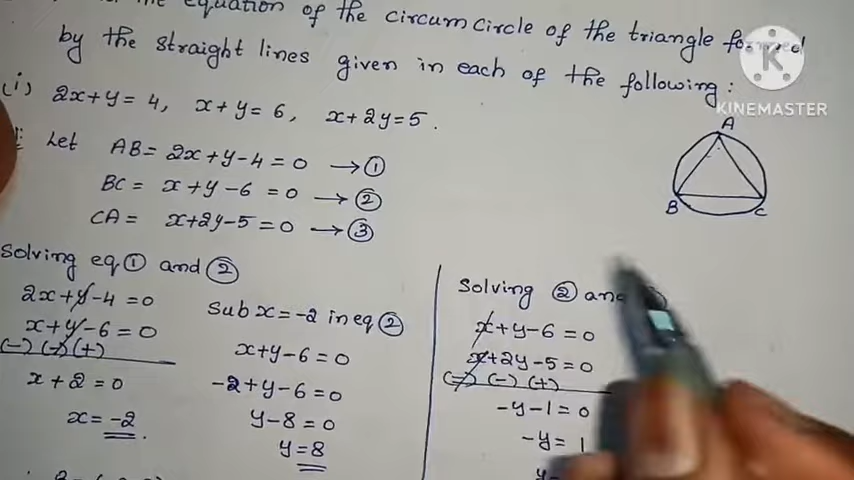 equation of the circumcircle of the triangle formed
by the straight lines given in each of the following:
(i) 2x+y=4, x+y=6, x+2y=5.
Let AB= 2x+y-4=0 →①
BC= x+y-6=0 →②
CA= x+2y-5=0 →③
KINEMASTER
A
B
C
Solving eq ① and ②
2x+y-4=0
x+y-6=0
(-) (-) (+)
x+2=0
x=-2.
Sub x=-2 in eq ②
x+y-6=0
-2+y-6=0
y-8=0
y=8
Solving ② and
x+y-6=0
x+2y-5=0
(-) (-) (+)
-y-1=0
-y=1